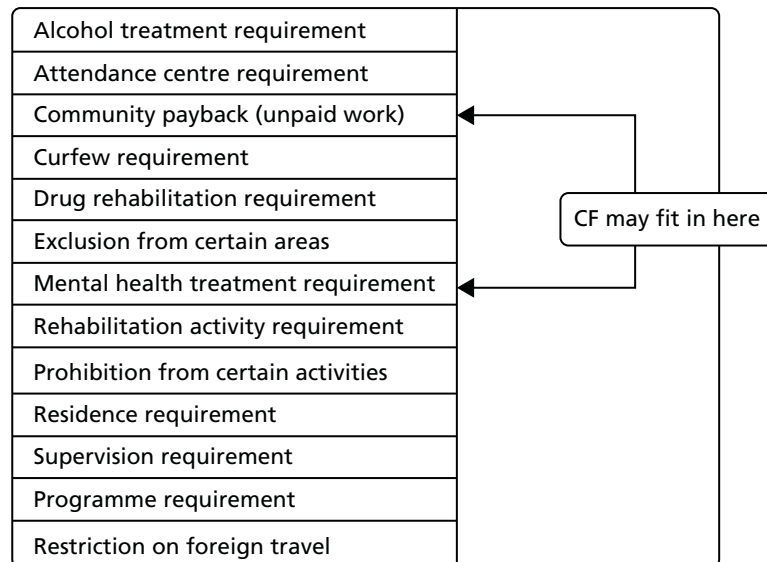 Alcohol treatment requirement
Attendance centre requirement
Community payback (unpaid work)
Curfew requirement
Drug rehabilitation requirement
Exclusion from certain areas
Mental health treatment requirement
Rehabilitation activity requirement
Prohibition from certain activities
Residence requirement
Supervision requirement
Programme requirement
Restriction on foreign travel
CF may fit in here